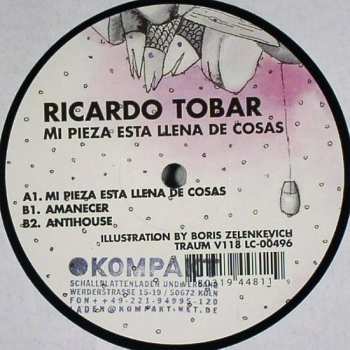 RICARDO TOBAR
MI PIEZA ESTA LLENA DE COSAS
A1. MI PIEZA ESTA LLENA DE COSAS
B1. AMANECER
B2. ANTIHOUSE
ILLUSTRATION BY BORIS ZELENKEVICH
TRAUM V118 LC-00496
KOMPAKT
SCHALLPLATTENLADEN UND
WERDERSTRASSE 15-19 / 50672 KÖLN
FON ++49-221-94995-120
LADEN@KOMPAKT-NET.DE